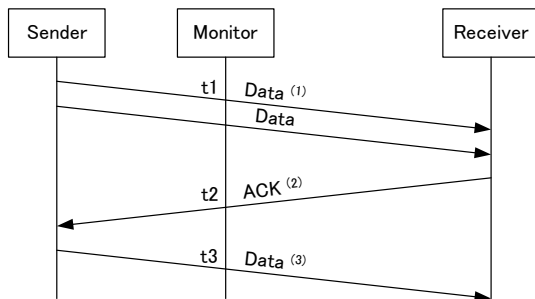 Sender Monitor Receiver
t1 Data (1)
Data
t2 ACK (2)
t3 Data (3)